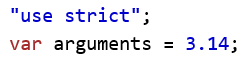 "use strict";
var arguments = 3.14;